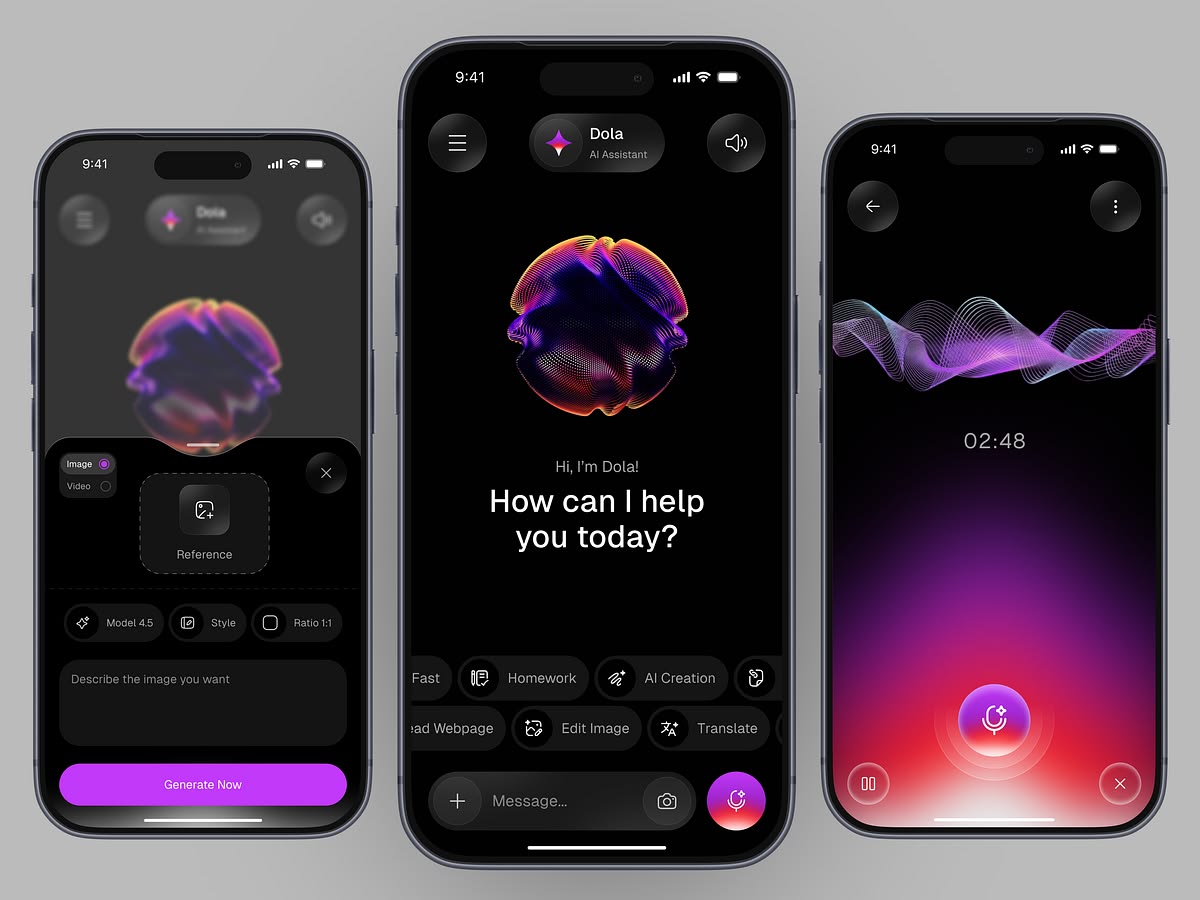 9:41
Dola
AI Assistant
Image
Video
Reference
Model 4.5
Style
Ratio 1:1
Describe the image you want
Generate Now
9:41
Dola
AI Assistant
Hi, I'm Dola!
How can I help
you today?
Fast
Homework
AI Creation
ead Webpage
Edit Image
Translate
Message...
9:41
02:48